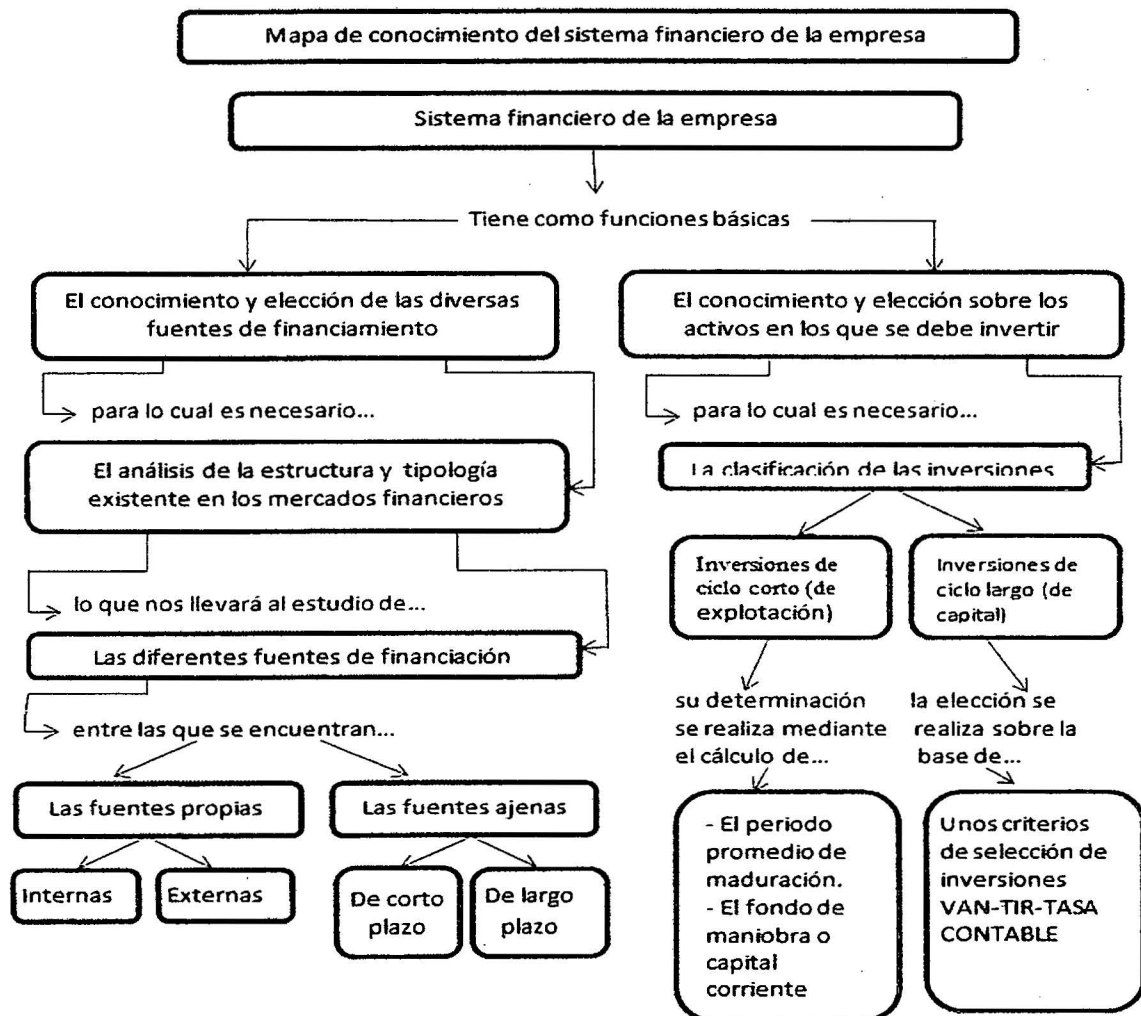 Mapa de conocimiento del sistema financiero de la empresa
Sistema financiero de la empresa
Tiene como funciones básicas
El conocimiento y elección de las diversas
fuentes de financiamiento
para lo cual es necesario...
El análisis de la estructura y tipología
existente en los mercados financieros
lo que nos llevará al estudio de...
Las diferentes fuentes de financiación
entre las que se encuentran...
Las fuentes propias
Internas
Externas
Las fuentes ajenas
De corto
plazo
De largo
plazo
El conocimiento y elección sobre los
activos en los que se debe invertir
para lo cual es necesario...
La clasificación de las inversiones
Inversiones de
ciclo corto (de
explotación)
su determinación
se realiza mediante
el cálculo de...
- El periodo
promedio de
maduración.
- El fondo de
maniobra o
capital
corriente
Inversiones de
ciclo largo (de
capital)
la elección se
realiza sobre la
base de...
Unos criterios
de selección de
inversiones
VAN-TIR-TASA
CONTABLE